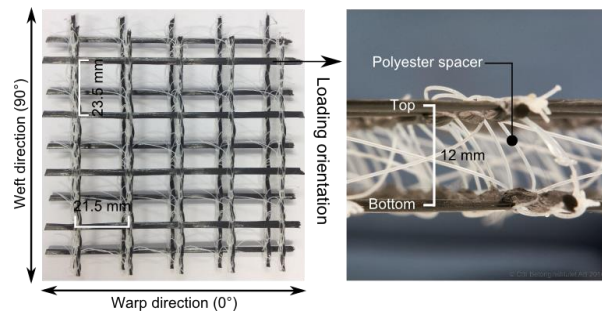 Weft direction (90°)
23.5 mm
21.5 mm
Warp direction (0°)
Loading orientation
Polyester spacer
Top
12 mm
Bottom